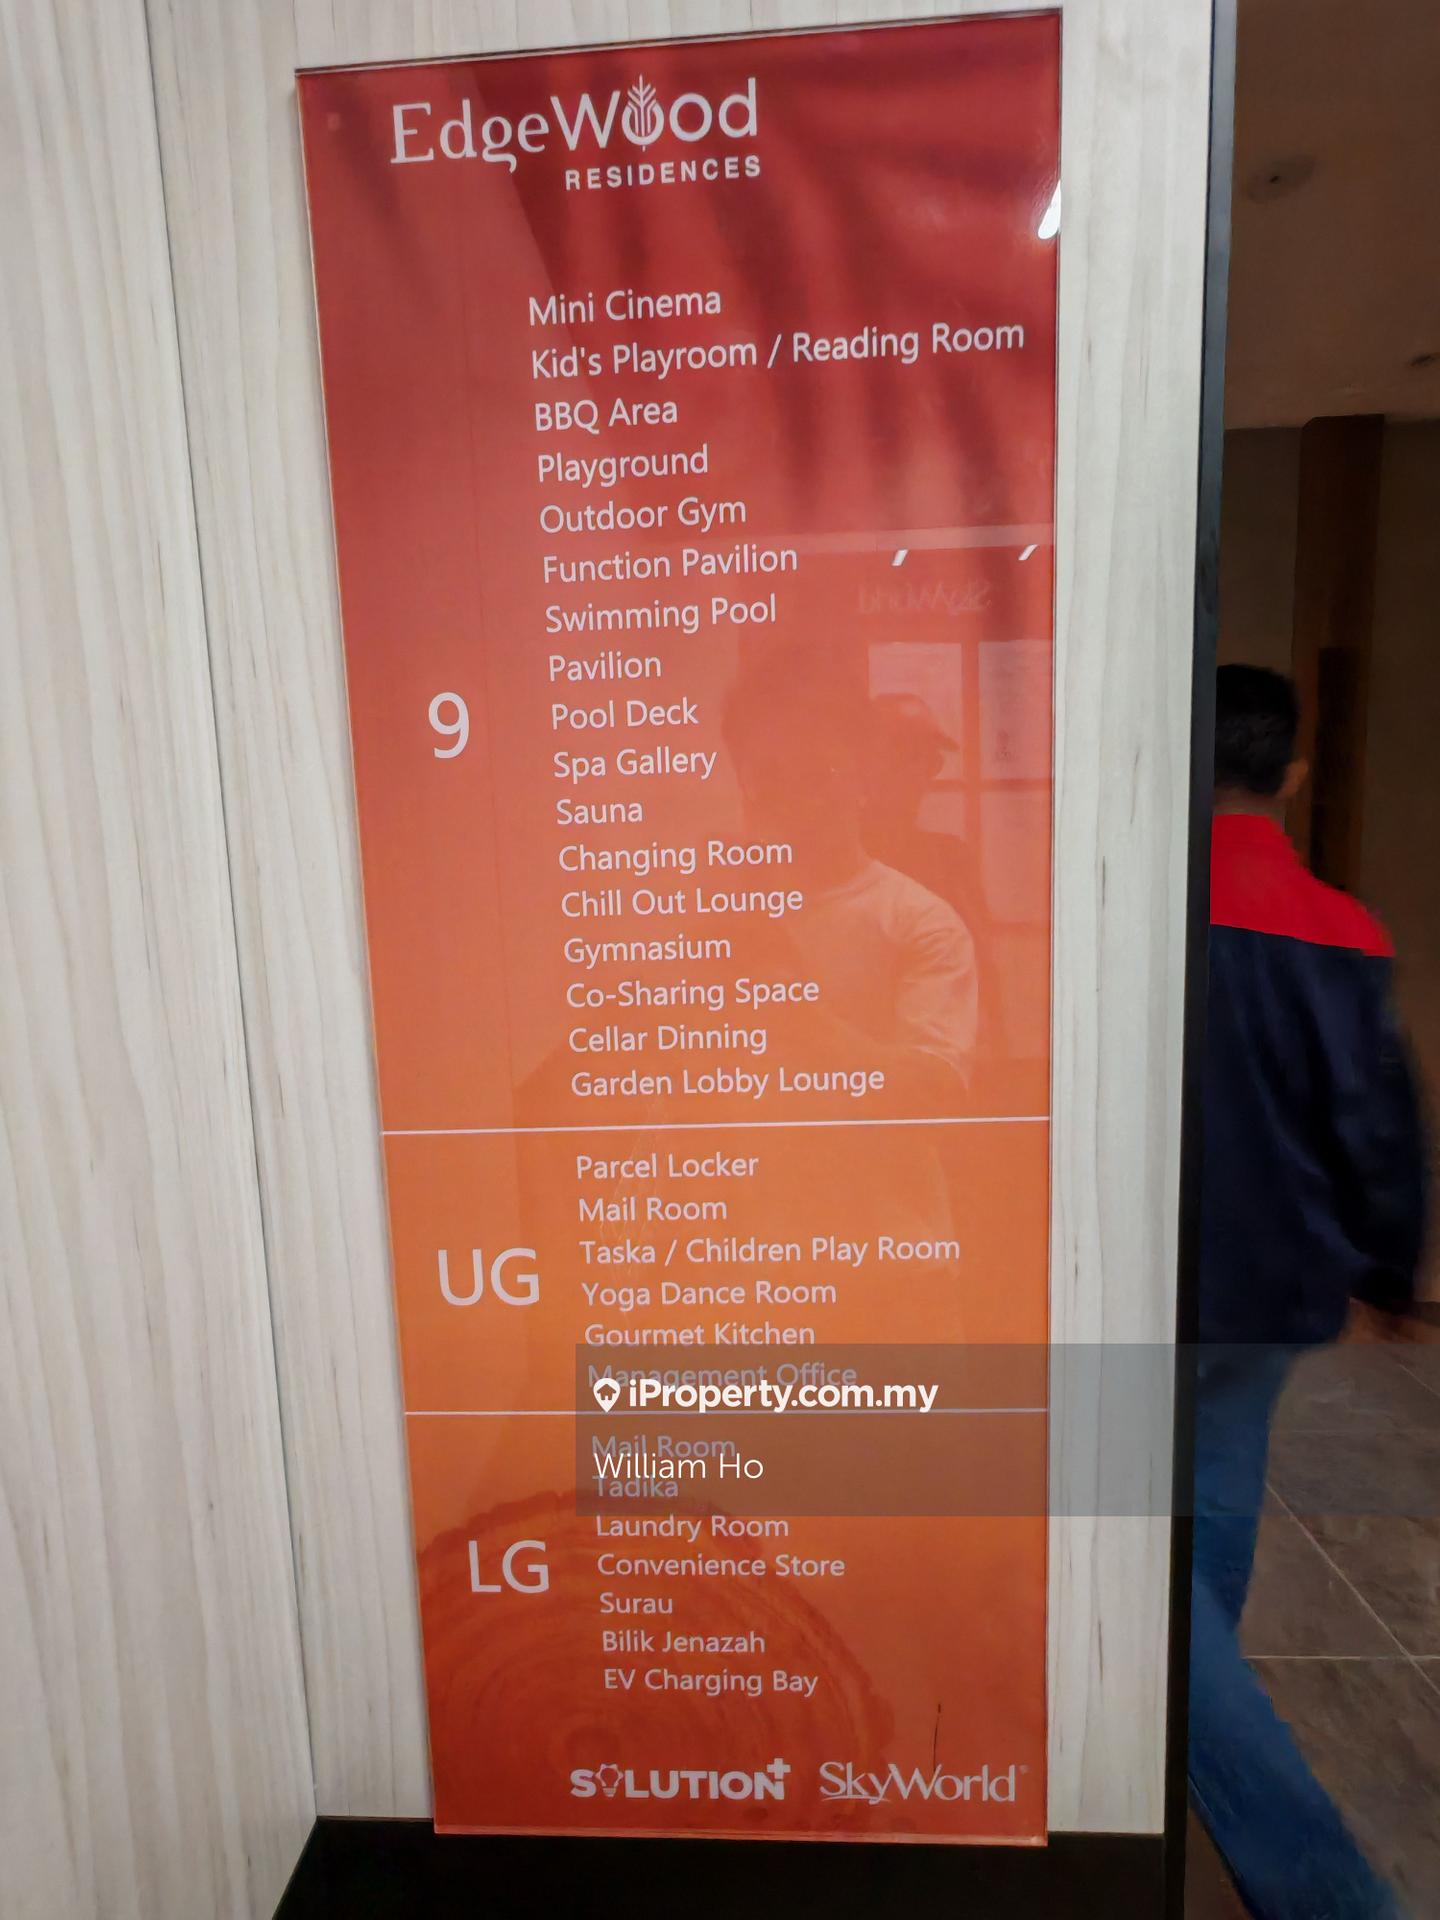 EdgeWood
RESIDENCES
Mini Cinema
Kid's Playroom / Reading Room
BBQ Area
Playground
Outdoor Gym
Function Pavilion
Swimming Pool
Pavilion
9
Pool Deck
Spa Gallery
Sauna
Changing Room
Chill Out Lounge
Gymnasium
Co-Sharing Space
Cellar Dinning
Garden Lobby Lounge
Parcel Locker
Mail Room
Taska / Children Play Room
UG
Yoga Dance Room
Gourmet Kitchen
Management Office
iProperty.com.my
Mail Room
William Ho
Tadika
Laundry Room
LG
Convenience Store
Surau
Bilik Jenazah
EV Charging Bay
SOLUTION+ SkyWorld